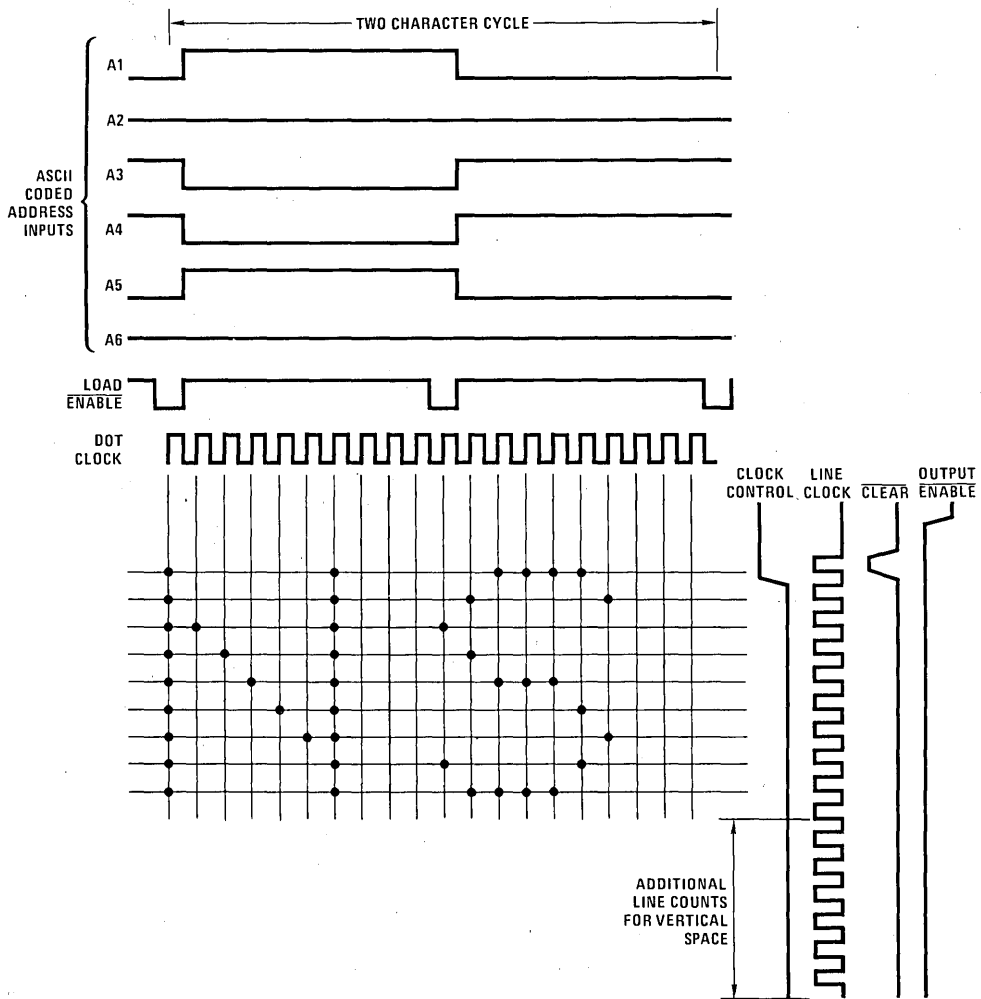 TWO CHARACTER CYCLE
A1
A2
A3
A4
A5
A6
ASCII
CODED
ADDRESS
INPUTS
LOAD
ENABLE
DOT
CLOCK
CLOCK
CONTROL
LINE
CLOCK
CLEAR
OUTPUT
ENABLE
ADDITIONAL
LINE COUNTS
FOR VERTICAL
SPACE